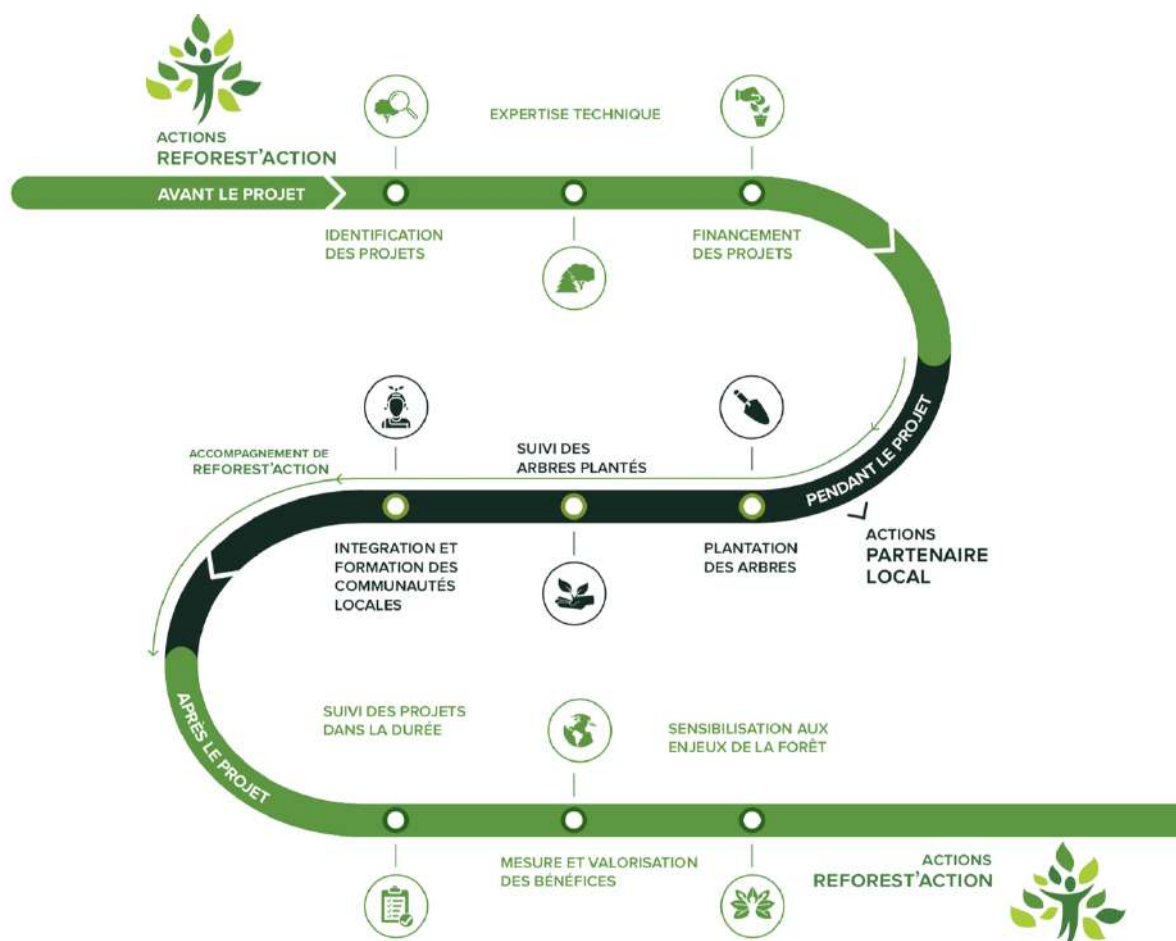 ACTIONS
REFOREST'ACTION
AVANT LE PROJET
EXPERTISE TECHNIQUE
IDENTIFICATION
DES PROJETS
FINANCEMENT
DES PROJETS
PENDANT LE PROJET
ACTIONS
PARTENAIRE
LOCAL
PLANTATION
DES ARBRES
SUIVI DES
ARBRES PLANTÉS
INTEGRATION ET
FORMATION DES
COMMUNAUTÉS
LOCALES
ACCOMPAGNEMENT DE
REFOREST'ACTION
APRÈS LE PROJET
SUIVI DES PROJETS
DANS LA DURÉE
MESURE ET VALORISATION
DES BÉNÉFICES
SENSIBILISATION AUX
ENJEUX DE LA FORÊT
ACTIONS
REFOREST'ACTION